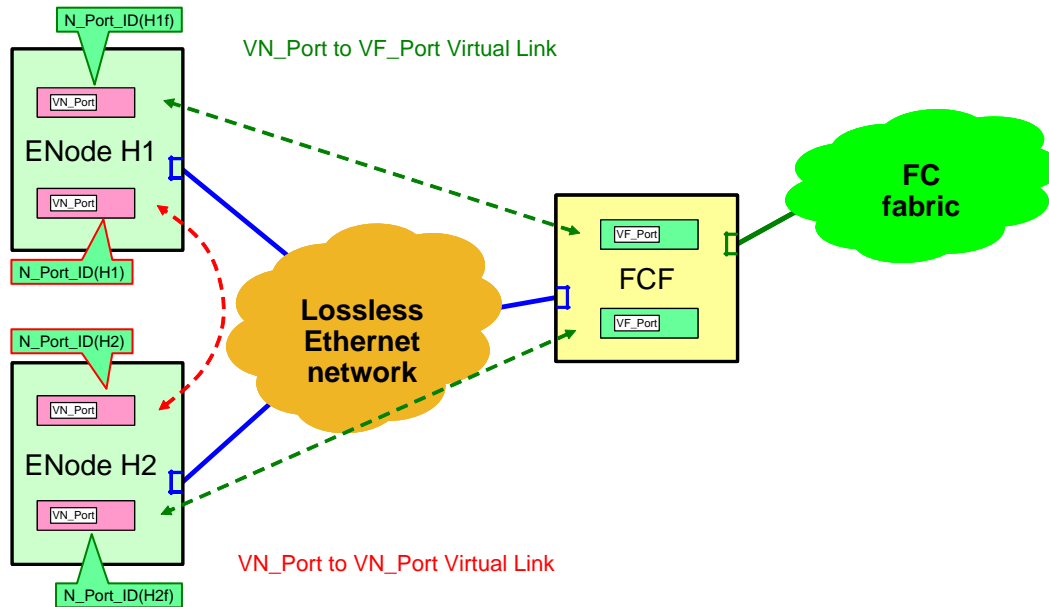 N_Port_ID(H1f)
VN_Port to VF_Port Virtual Link
VN_Port
ENode H1
VN_Port
N_Port_ID(H1)
FC
fabric
VF_Port
FCF
VF_Port
Lossless
Ethernet
network
N_Port_ID(H2)
VN_Port
ENode H2
VN_Port
VN_Port to VN_Port Virtual Link
N_Port_ID(H2f)